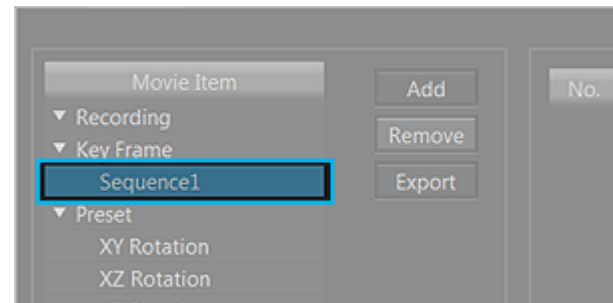 Movie Item
▼ Recording
▼ Key Frame
Sequence1
▼ Preset
XY Rotation
XZ Rotation
Add
Remove
Export
No.